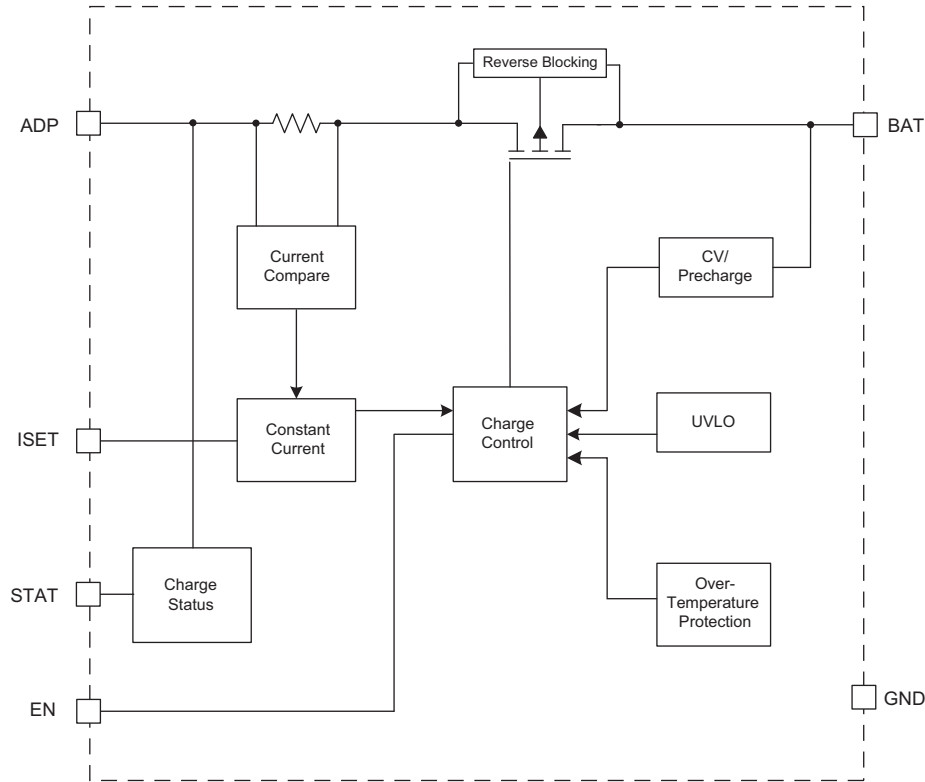 Reverse Blocking
ADP
BAT
Current
Compare
CV/
Precharge
ISET
Constant
Current
Charge
Control
UVLO
STAT
Charge
Status
Over-
Temperature
Protection
EN
GND